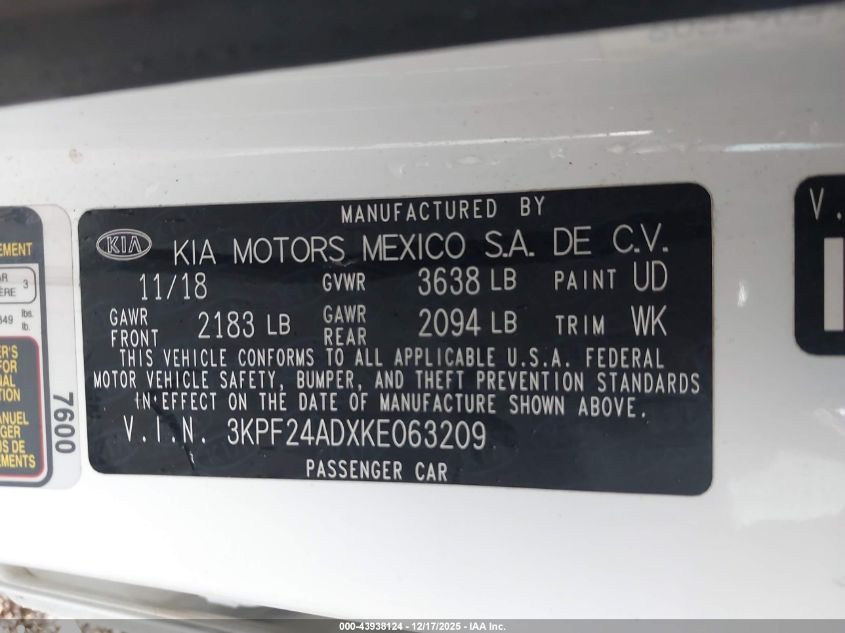 MANUFACTURED BY
KIA KIA MOTORS MEXICO S.A. DE C.V.
11/18 GVWR 3638 LB PAINT UD
GAWR FRONT 2183 LB GAWR REAR 2094 LB TRIM WK
THIS VEHICLE CONFORMS TO ALL APPLICABLE U.S.A. FEDERAL
MOTOR VEHICLE SAFETY, BUMPER, AND THEFT PREVENTION STANDARDS
IN EFFECT ON THE DATE OF MANUFACTURE SHOWN ABOVE.
V.I.N. 3KPF24ADXKE063209
PASSENGER CAR
7600
3
lbs.
lb.
V.
000-43938124 - 12/17/2025 - IAA Inc.